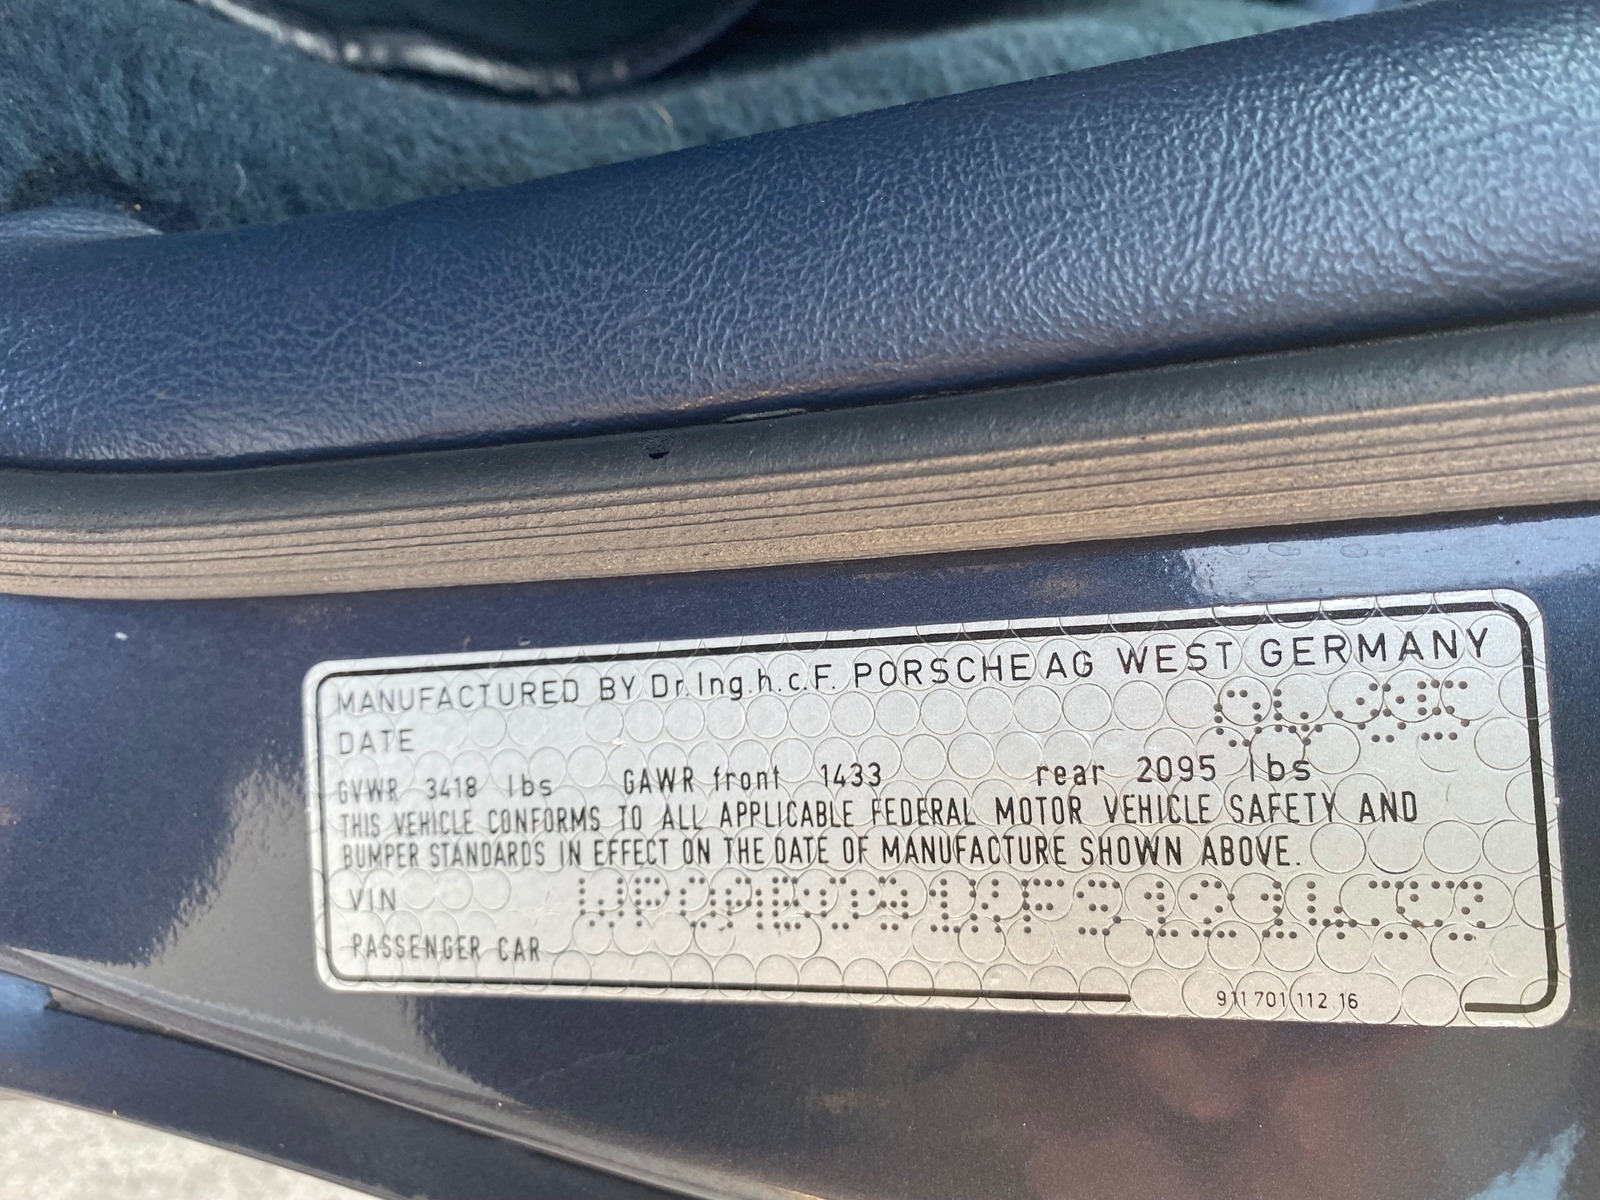 MANUFACTURED BY Dr.Ing.h.c.F. PORSCHE AG WEST GERMANY
DATE
GVWR 3418 lbs GAWR front 1433 rear 2095 lbs
THIS VEHICLE CONFORMS TO ALL APPLICABLE FEDERAL MOTOR VEHICLE SAFETY AND
BUMPER STANDARDS IN EFFECT ON THE DATE OF MANUFACTURE SHOWN ABOVE.
VIN
PASSENGER CAR
911 701 112 16